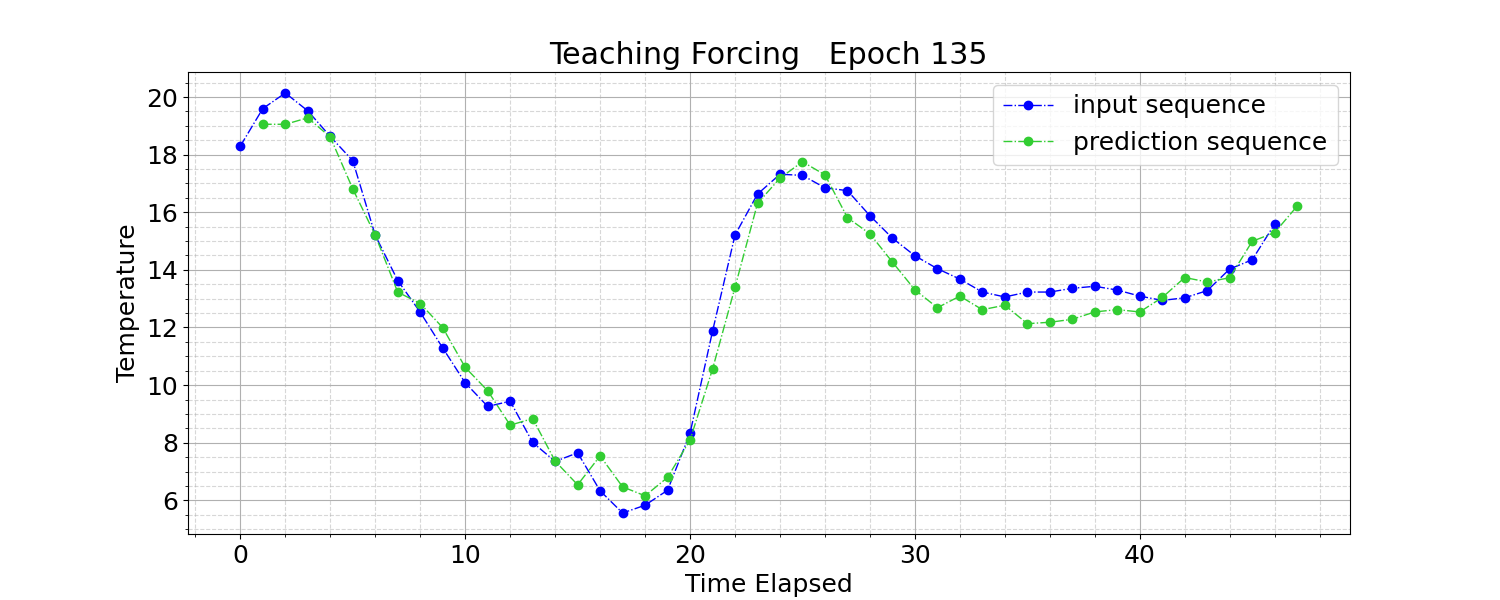 Teaching Forcing   Epoch 135
input sequence
prediction sequence
Temperature
20
18
16
14
12
10
8
6
0 10 20 30 40
Time Elapsed